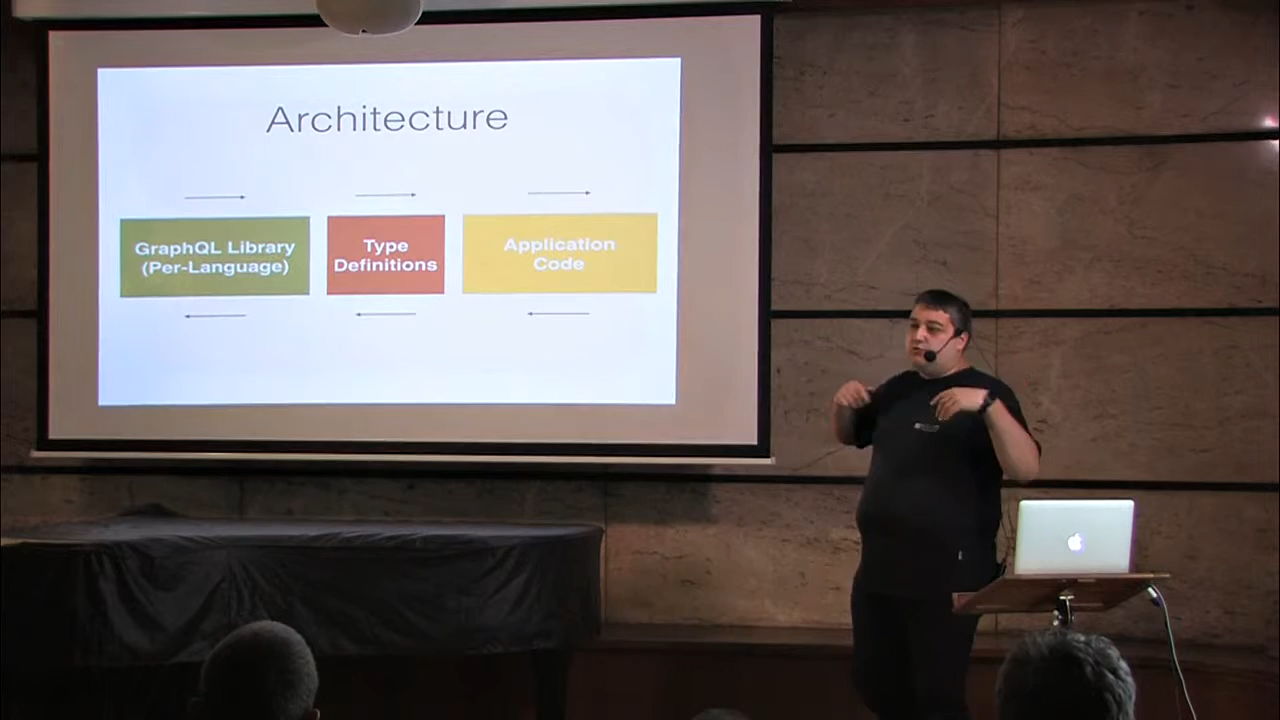 Architecture
GraphQL Library
(Per-Language)
Type
Definitions
Application
Code